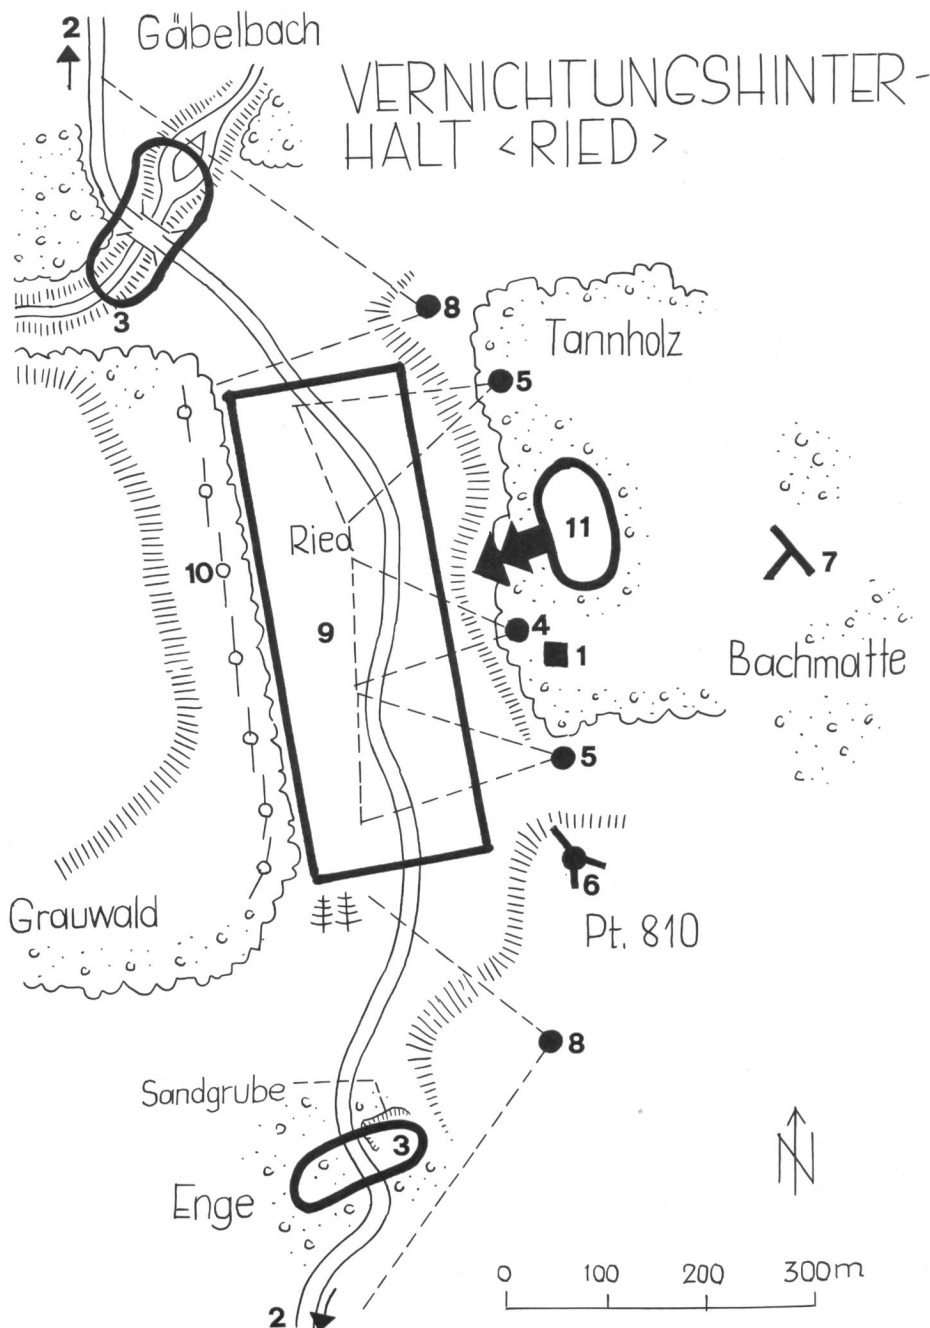 2
Gäbelbach
VERNICHTUNGSHINTER-
HALT <RIED>
3
8
Tannholz
5
11
Ried
7
10
9
4
1
Bachmatte
5
6
Grauwald
Pt. 810
8
Sandgrube
3
N
Enge
0 100 200 300m
2